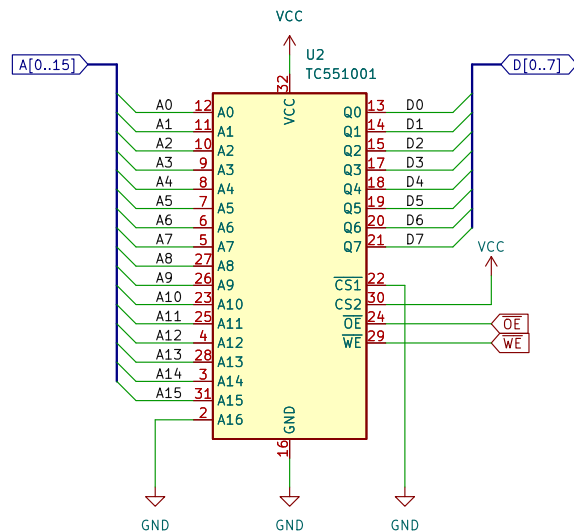 VCC
U2
TC551001
A[0..15]
D[0..7]
32
VCC
A0 12 A0 Q0 13 D0
A1 11 A1 Q1 14 D1
A2 10 A2 Q2 15 D2
A3 9 A3 Q3 17 D3
A4 8 A4 Q4 18 D4
A5 7 A5 Q5 19 D5
A6 6 A6 Q6 20 D6
A7 5 A7 Q7 21 D7
VCC
A8 27 A8
A9 26 A9 CS1 22
A10 23 A10 CS2 30
A11 25 A11 OE 24 OE
A12 4 A12 WE 29 WE
A13 28 A13
A14 3 A14
A15 31 A15
2 A16
GND
16
GND GND GND